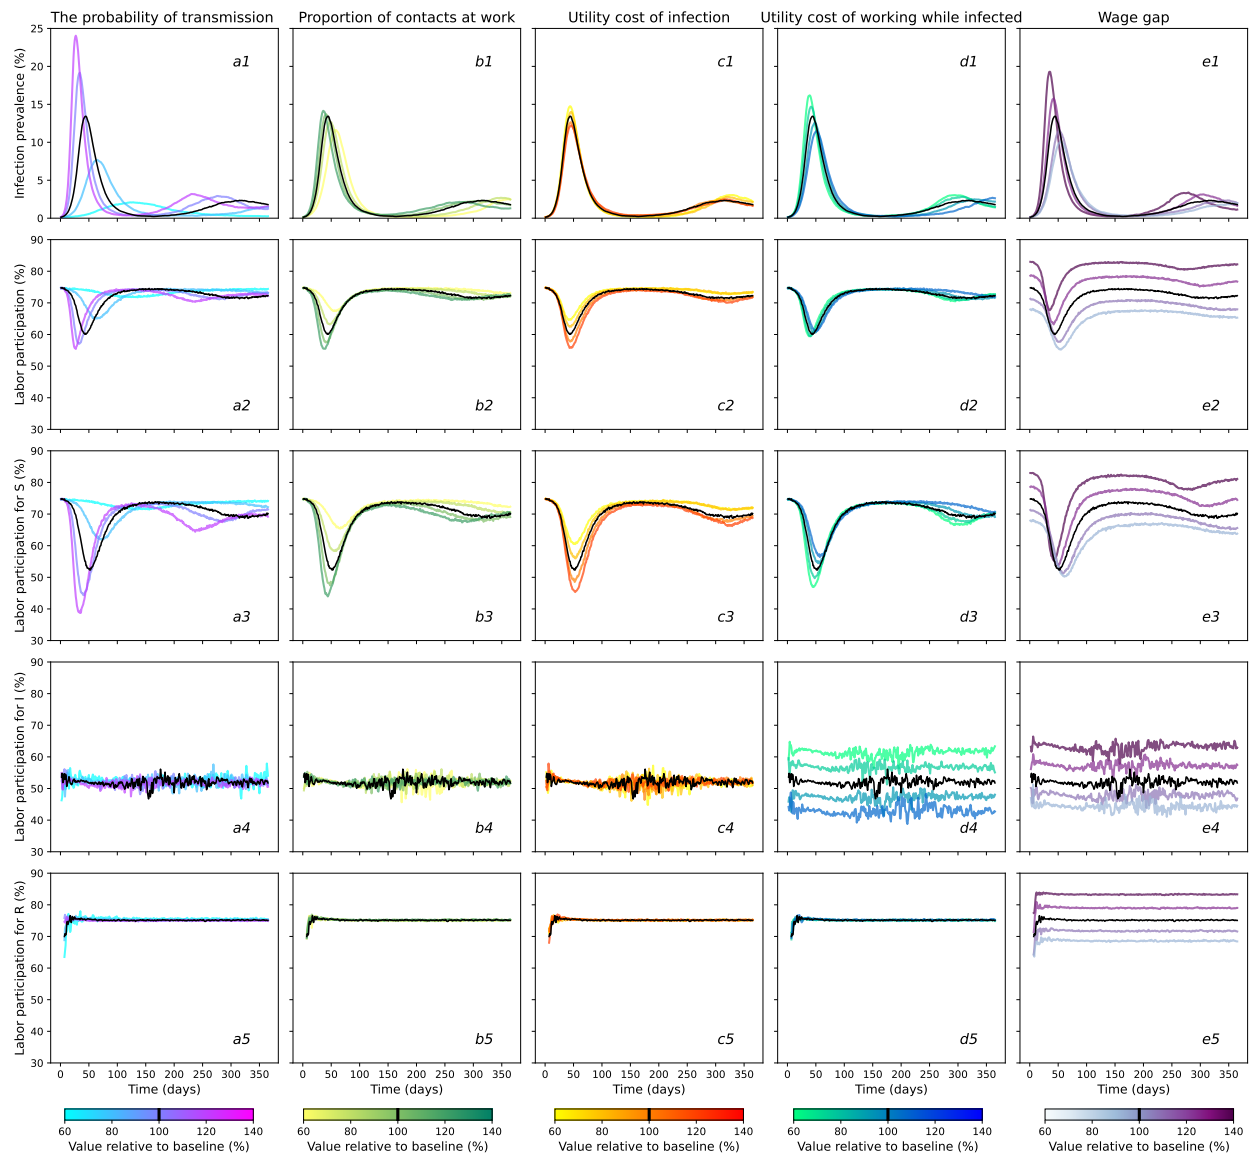 The probability of transmission
Proportion of contacts at work
Utility cost of infection
Utility cost of working while infected
Wage gap
Infection prevalence (%)
25
20
15
10
5
0
a1
b1
c1
d1
e1
Labor participation (%)
90
80
70
60
50
40
30
a2
b2
c2
d2
e2
Labor participation for S (%)
90
80
70
60
50
40
30
a3
b3
c3
d3
e3
Labor participation for I (%)
90
80
70
60
50
40
30
a4
b4
c4
d4
e4
Labor participation for R (%)
90
80
70
60
50
40
30
a5
b5
c5
d5
e5
0 50 100 150 200 250 300 350
0 50 100 150 200 250 300 350
0 50 100 150 200 250 300 350
0 50 100 150 200 250 300 350
0 50 100 150 200 250 300 350
Time (days)
Time (days)
Time (days)
Time (days)
Time (days)
60 80 100 120 140
60 80 100 120 140
60 80 100 120 140
60 80 100 120 140
60 80 100 120 140
Value relative to baseline (%)
Value relative to baseline (%)
Value relative to baseline (%)
Value relative to baseline (%)
Value relative to baseline (%)